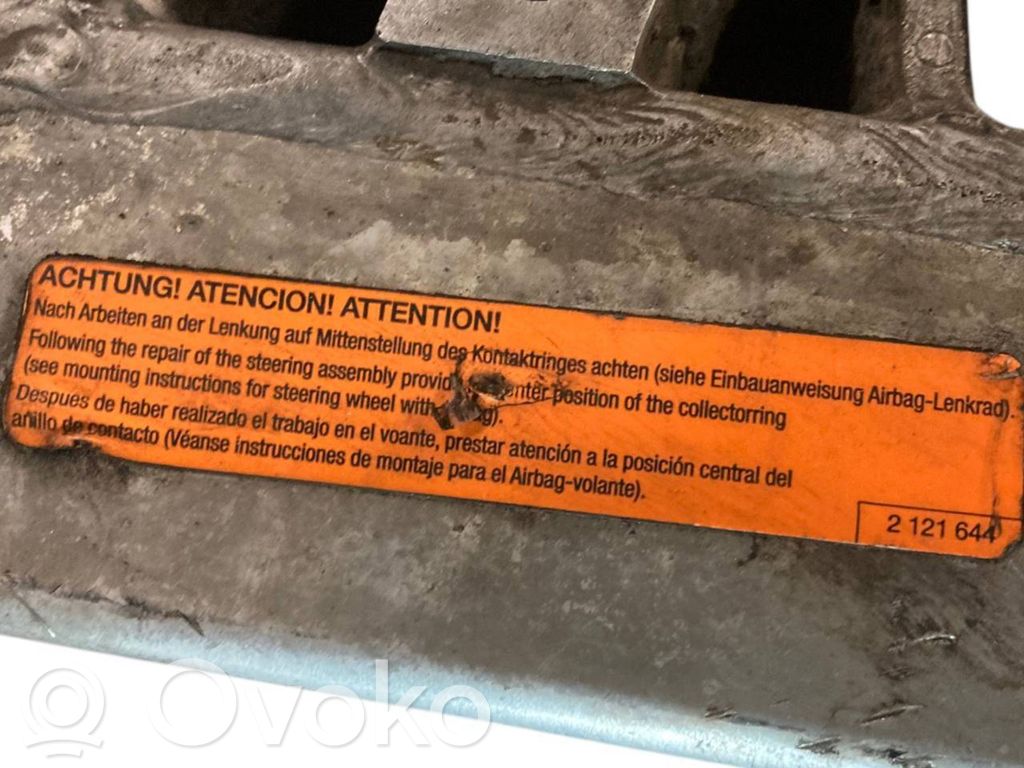 ACHTUNG! ATENCION! ATTENTION!
Nach Arbeiten an der Lenkung auf Mittenstellung des Kontaktringes achten (siehe Einbauanweisung Airbag-Lenkrad).
Following the repair of the steering assembly position of the collectorring
(see mounting instructions for steering wheel with
Despues de haber realizado el trabajo en el voante, prestar atención a la posición central del
añillo de contacto (Véanse instrucciones de montaje para el Airbag-volante).
2 121 644
Ovoko